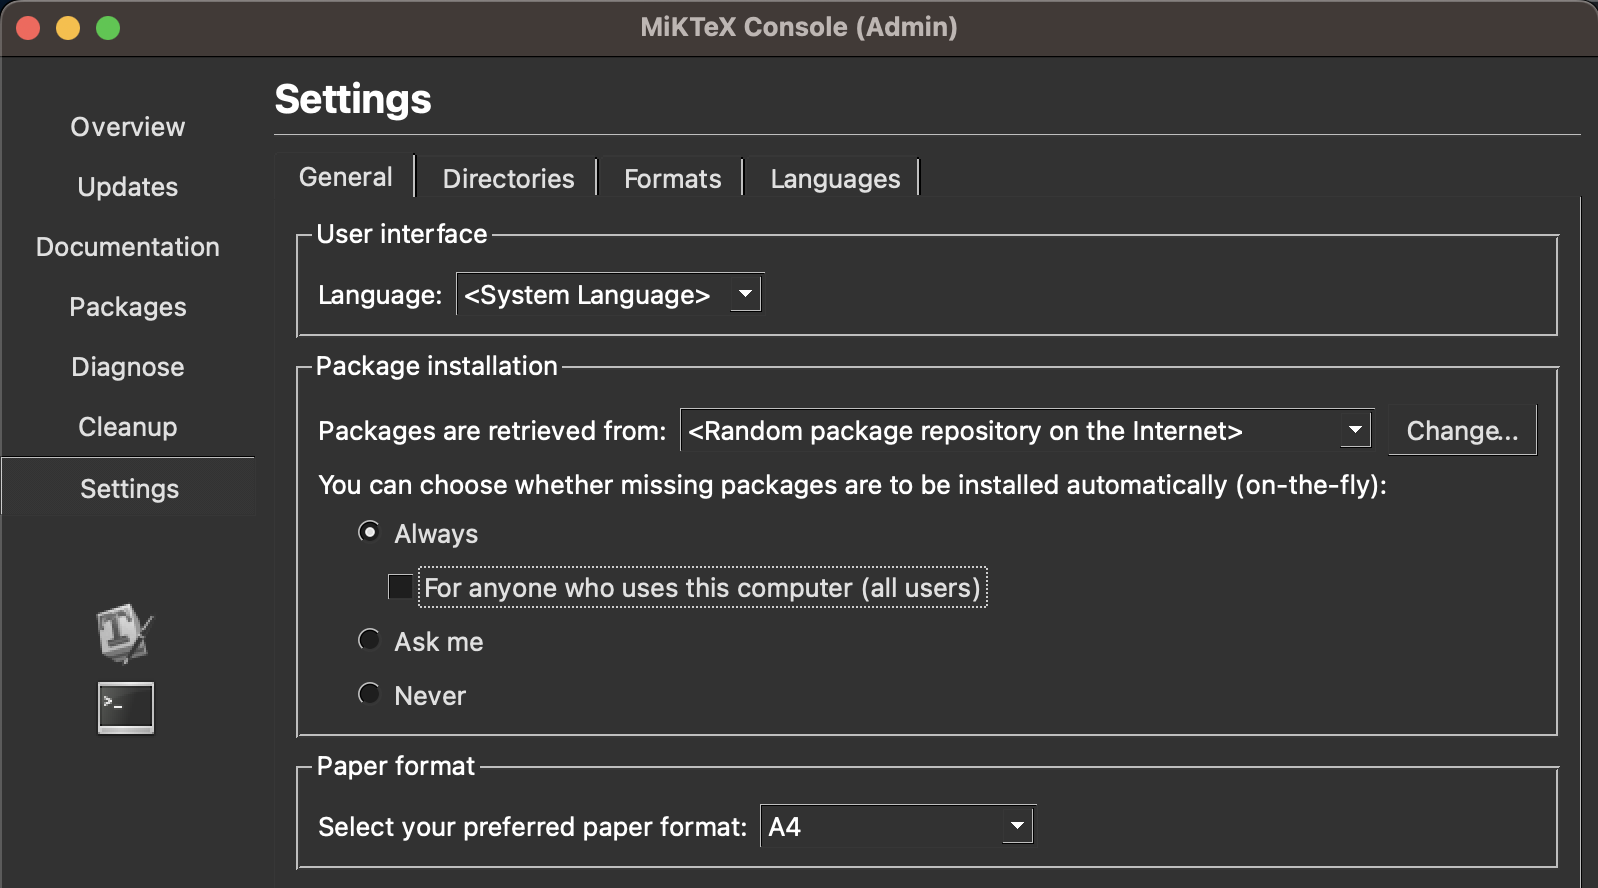 MiKTeX Console (Admin)
Overview
Updates
Documentation
Packages
Diagnose
Cleanup
Settings
>_
Settings
General
Directories
Formats
Languages
User interface
Language: <System Language>
Package installation
Packages are retrieved from: <Random package repository on the Internet> Change...
You can choose whether missing packages are to be installed automatically (on-the-fly):
Always
For anyone who uses this computer (all users)
Ask me
Never
Paper format
Select your preferred paper format: A4